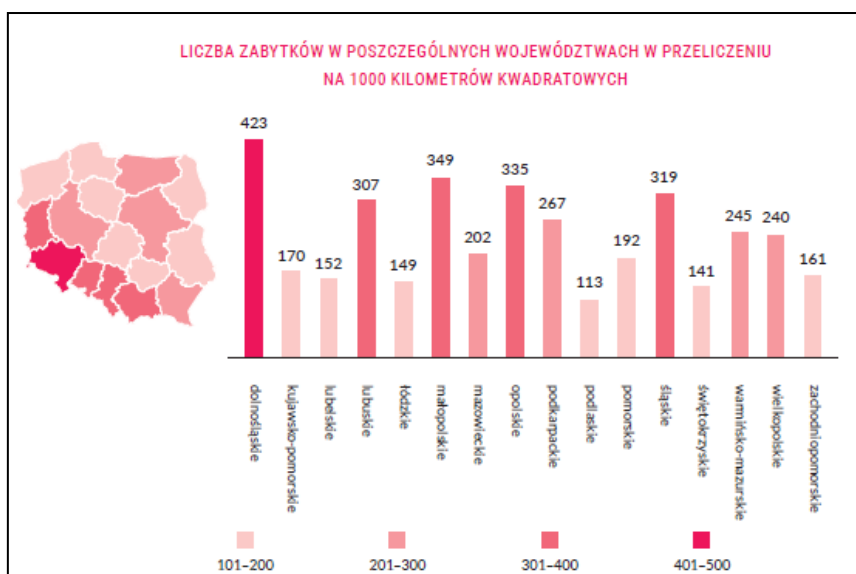 LICZBA ZABYTKÓW W POSZCZEGÓLNYCH WOJEWÓDZTWACH W PRZELICZENIU
NA 1000 KILOMETRÓW KWADRATOWYCH
423
170
152
307
149
349
202
335
267
113
192
319
141
245
240
161
dolnośląskie
kujawsko-pomorskie
lubelskie
lubuskie
łódzkie
małopolskie
mazowieckie
opolskie
podkarpackie
podlaskie
pomorskie
śląskie
świętokrzyskie
warmińsko-mazurskie
wielkopolskie
zachodniopomorskie
101–200
201–300
301–400
401–500